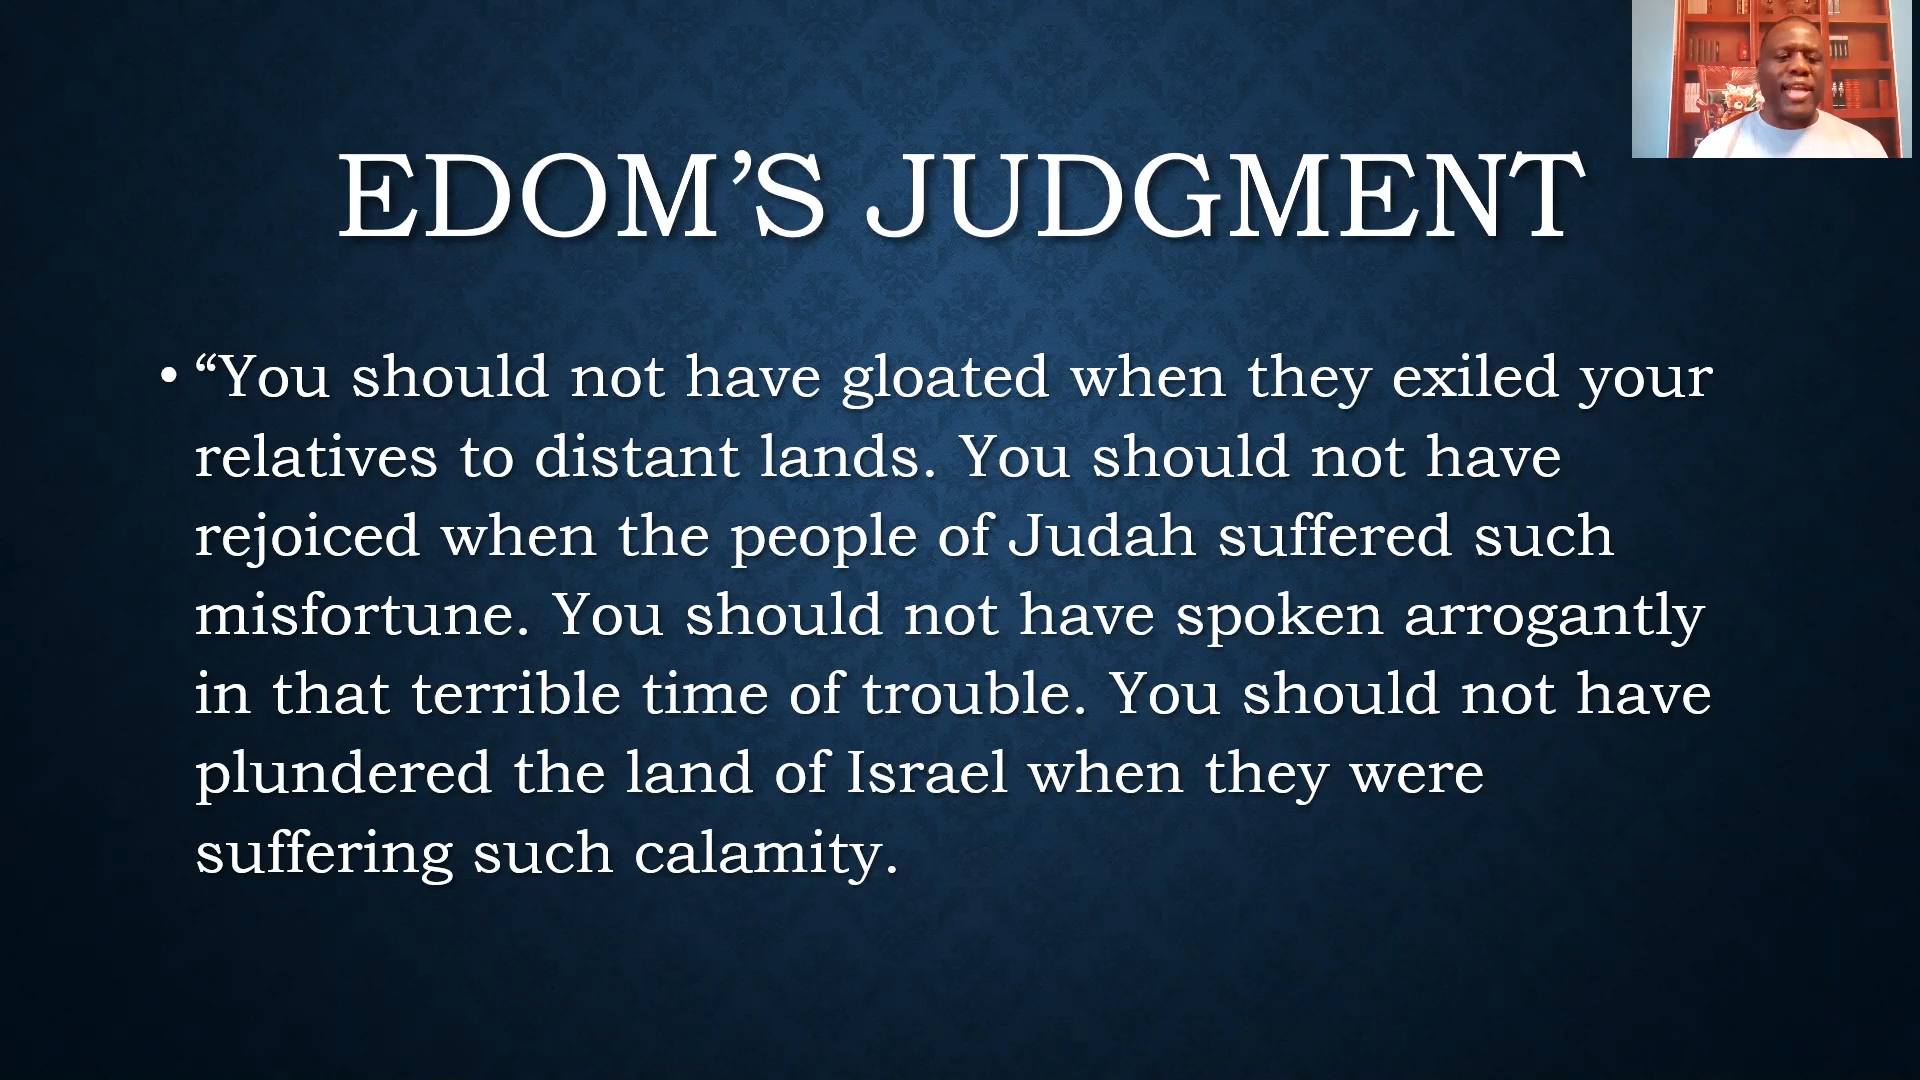 EDOM’S JUDGMENT
• “You should not have gloated when they exiled your
relatives to distant lands. You should not have
rejoiced when the people of Judah suffered such
misfortune. You should not have spoken arrogantly
in that terrible time of trouble. You should not have
plundered the land of Israel when they were
suffering such calamity.